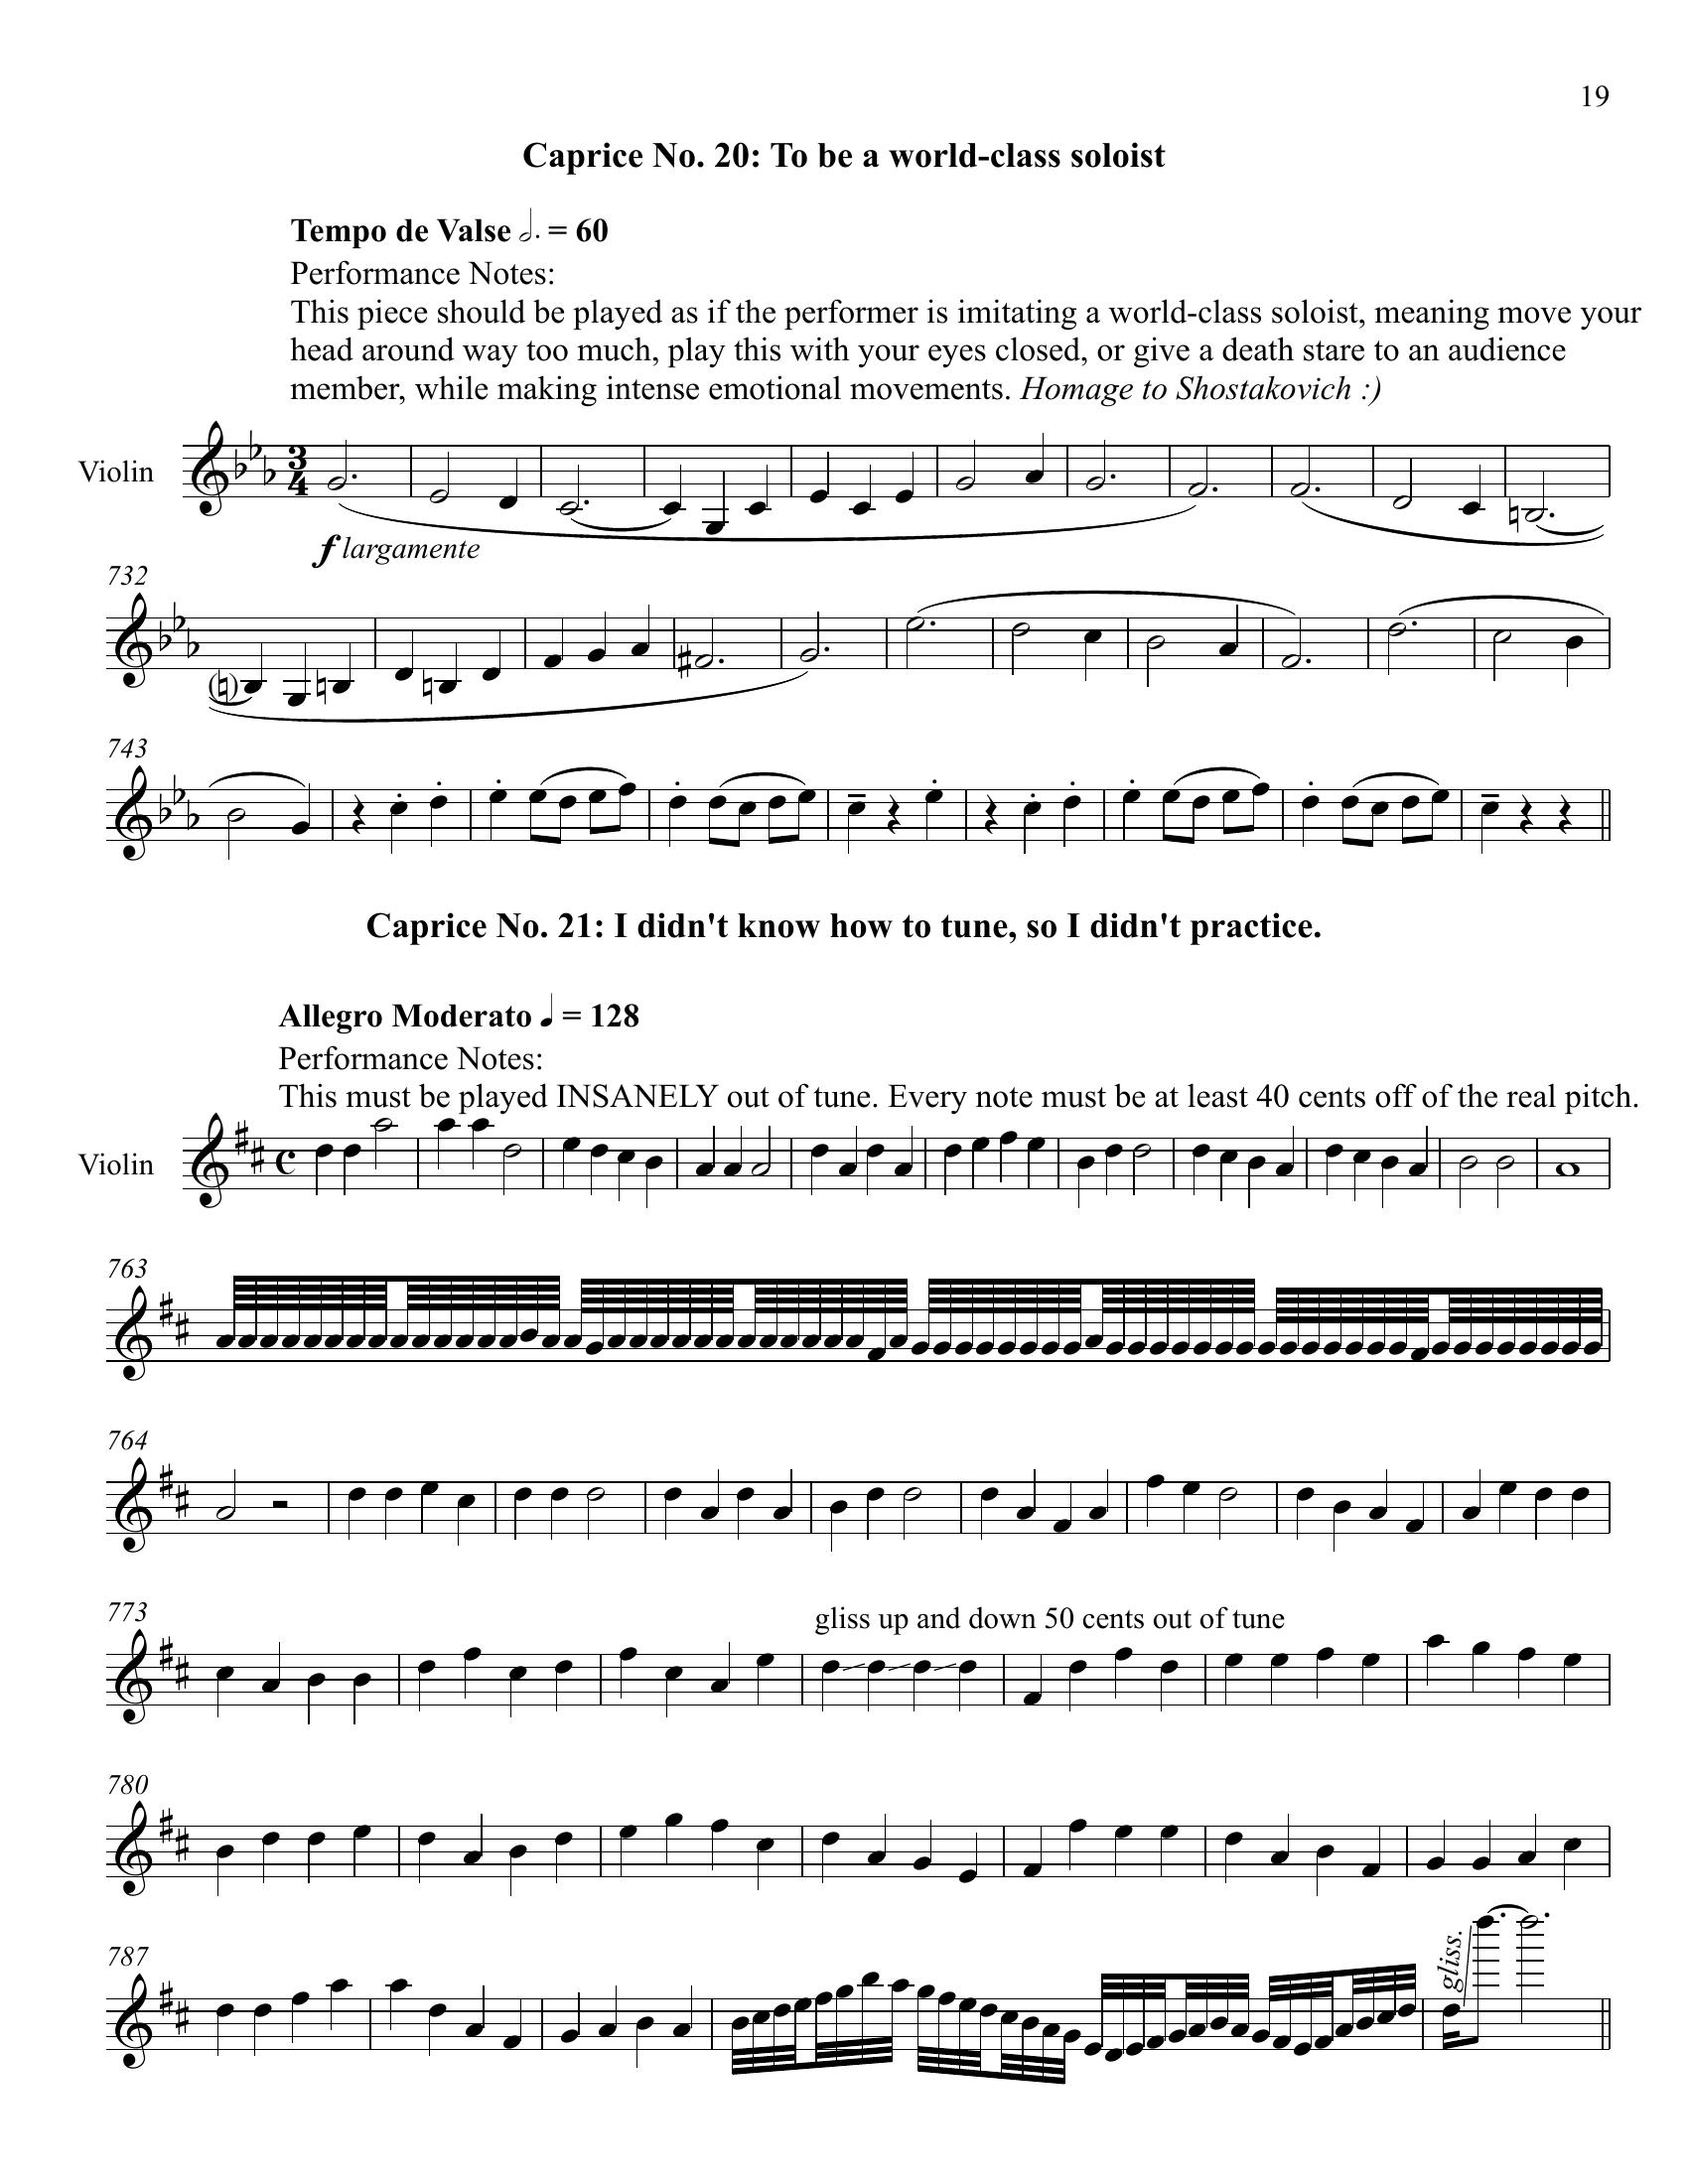 19
Caprice No. 20: To be a world-class soloist
Tempo de Valse 𝅗𝅥. = 60
Performance Notes:
This piece should be played as if the performer is imitating a world-class soloist, meaning move your
head around way too much, play this with your eyes closed, or give a death stare to an audience
member, while making intense emotional movements. Homage to Shostakovich :)
Violin
3
4
f largamente
732
743
Caprice No. 21: I didn't know how to tune, so I didn't practice.
Allegro Moderato ♩ = 128
Performance Notes:
This must be played INSANELY out of tune. Every note must be at least 40 cents off of the real pitch.
Violin
763
764
773
gliss up and down 50 cents out of tune
780
787
gliss.